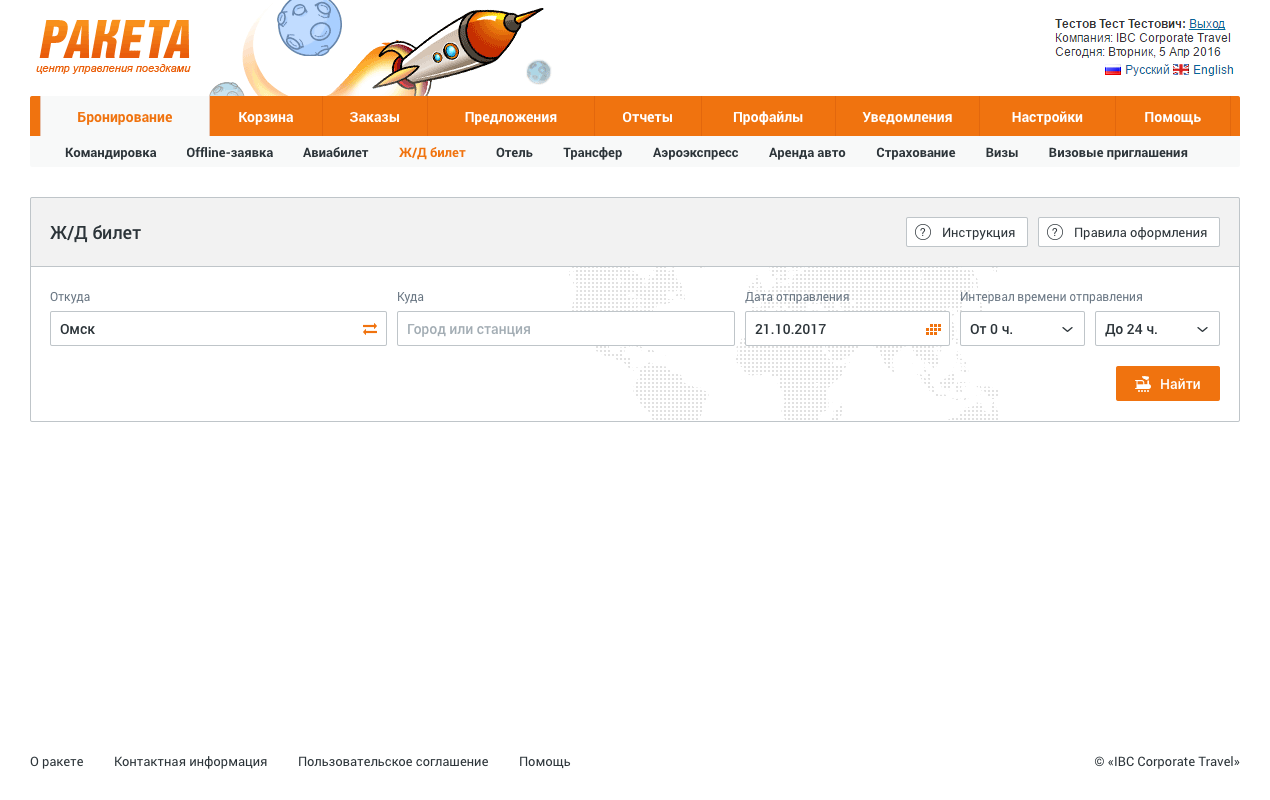 РАКЕТА
центр управления поездками
Тестов Тест Тестович: Выход
Компания: IBC Corporate Travel
Сегодня: Вторник, 5 Апр 2016
Русский English
Бронирование Корзина Заказы Предложения Отчеты Профайлы Уведомления Настройки Помощь
Командировка Offline-заявка Авиабилет Ж/Д билет Отель Трансфер Аэроэкспресс Аренда авто Страхование Визы Визовые приглашения
Ж/Д билет ? Инструкция ? Правила оформления
Откуда Куда Дата отправления Интервал времени отправления
Омск Город или станция 21.10.2017 От 0 ч. До 24 ч.
Найти
О ракете Контактная информация Пользовательское соглашение Помощь © «IBC Corporate Travel»